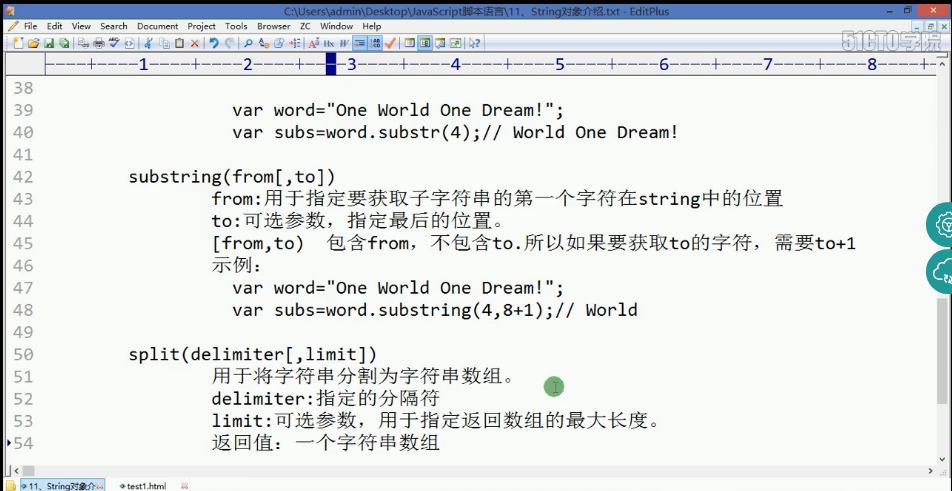 C:\Users\admin\Desktop\JavaScript脚本语言\11、String对象介绍.txt - EditPlus
File Edit View Search Document Project Tools Browser ZC Window Help
51CTO学院
1 2 3 4 5 6 7 8
38
39 var word="One World One Dream!";
40 var subs=word.substr(4);// World One Dream!
41
42 substring(from[,to])
43 from:用于指定要获取子字符串的第一个字符在string中的位置
44 to:可选参数，指定最后的位置。
45 [from,to) 包含from，不包含to.所以如果要获取to的字符，需要to+1
46 示例：
47 var word="One World One Dream!";
48 var subs=word.substring(4,8+1);// World
49
50 split(delimiter[,limit])
51 用于将字符串分割为字符串数组。
52 delimiter:指定的分隔符
53 limit:可选参数，用于指定返回数组的最大长度。
54 返回值：一个字符串数组
11、String对象介 test1.html